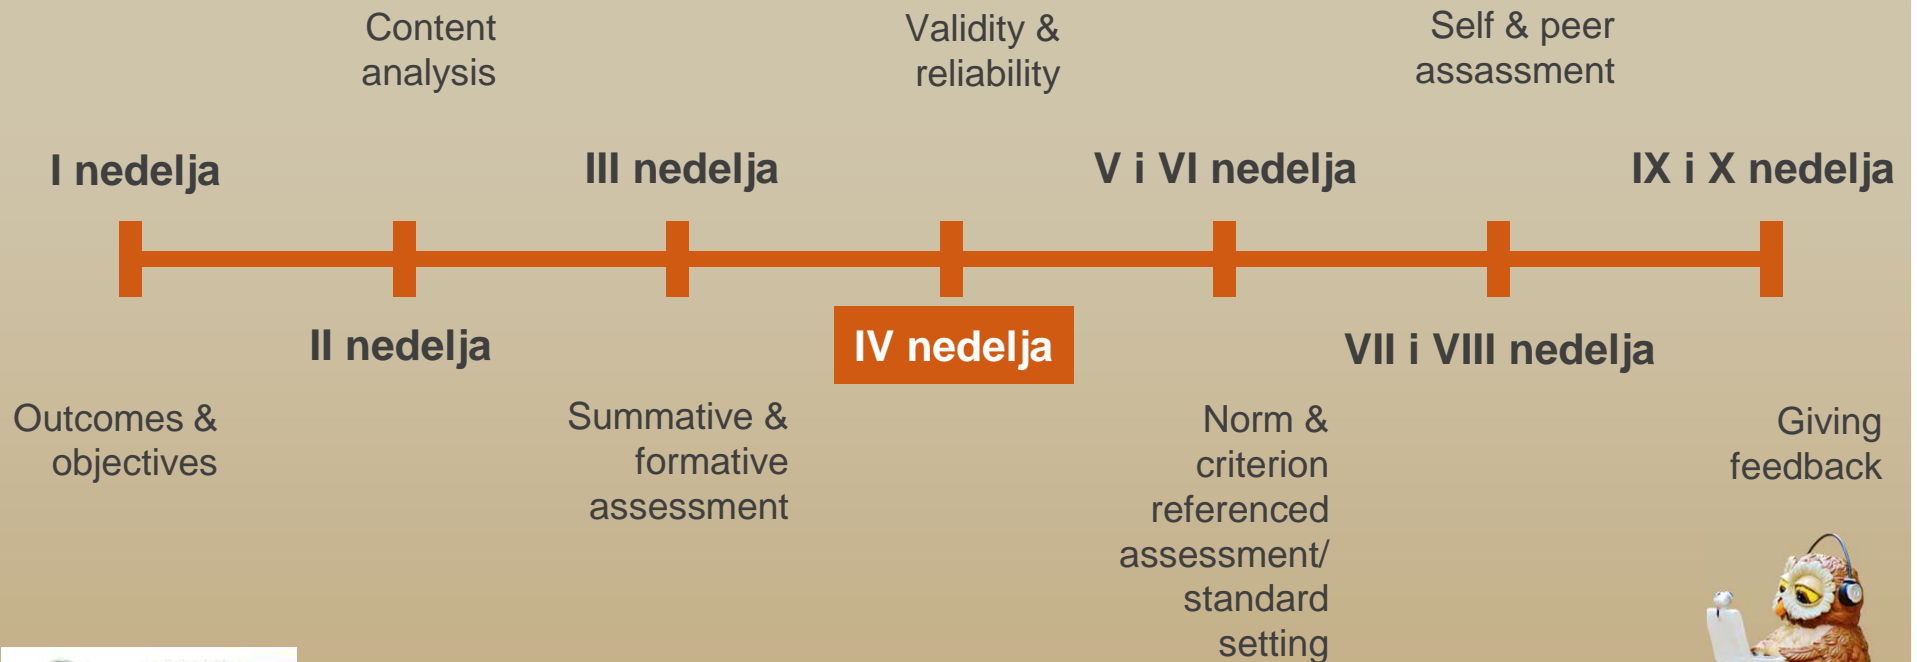 Content
analysis
Validity &
reliability
Self & peer
assassment
I nedelja
III nedelja
V i VI nedelja
IX i X nedelja
II nedelja
IV nedelja
VII i VIII nedelja
Outcomes &
objectives
Summative &
formative
assessment
Norm &
criterion
referenced
assessment/
standard
setting
Giving
feedback